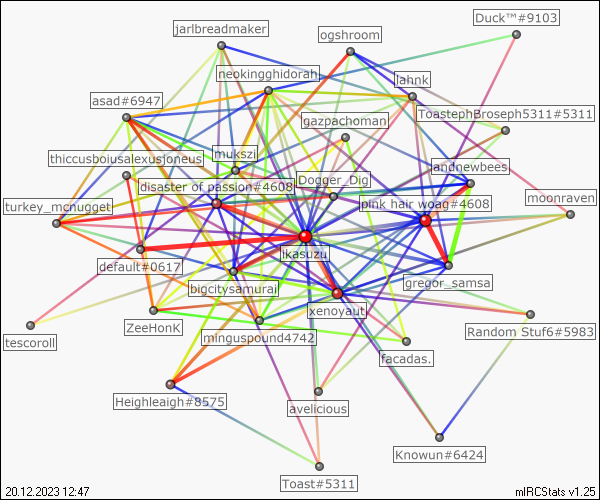 Duck™#9103
jarlbreadmaker
ogshroom
neokingghidorah
lahnk
asad#6947
ToastephBroseph5311#5311
gazpachoman
thiccusboiusalexusjoneus
mukszi
andnewbees
Dogger_Dig
disaster of passion#4608
pink hair woag#4608
moonraven
turkey_mcnugget
ikasuzu
default#0617
bigcitysamurai
gregor_samsa
xenoyautja
ZeeHonK
minguspound4742
Random Stuf6#5983
tescoroll
facadas.
Heighleaigh#8575
avelicious
Knowun#6424
Toast#5311
20.12.2023 12:47
mIRCStats v1.25